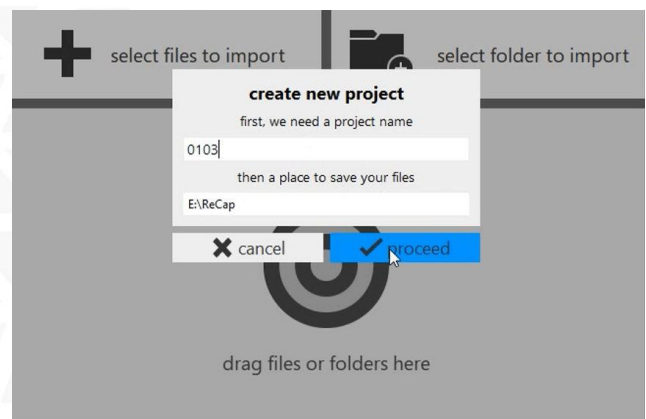 select files to import
select folder to import
create new project
first, we need a project name
0103
then a place to save your files
E:\ReCap
cancel
proceed
drag files or folders here